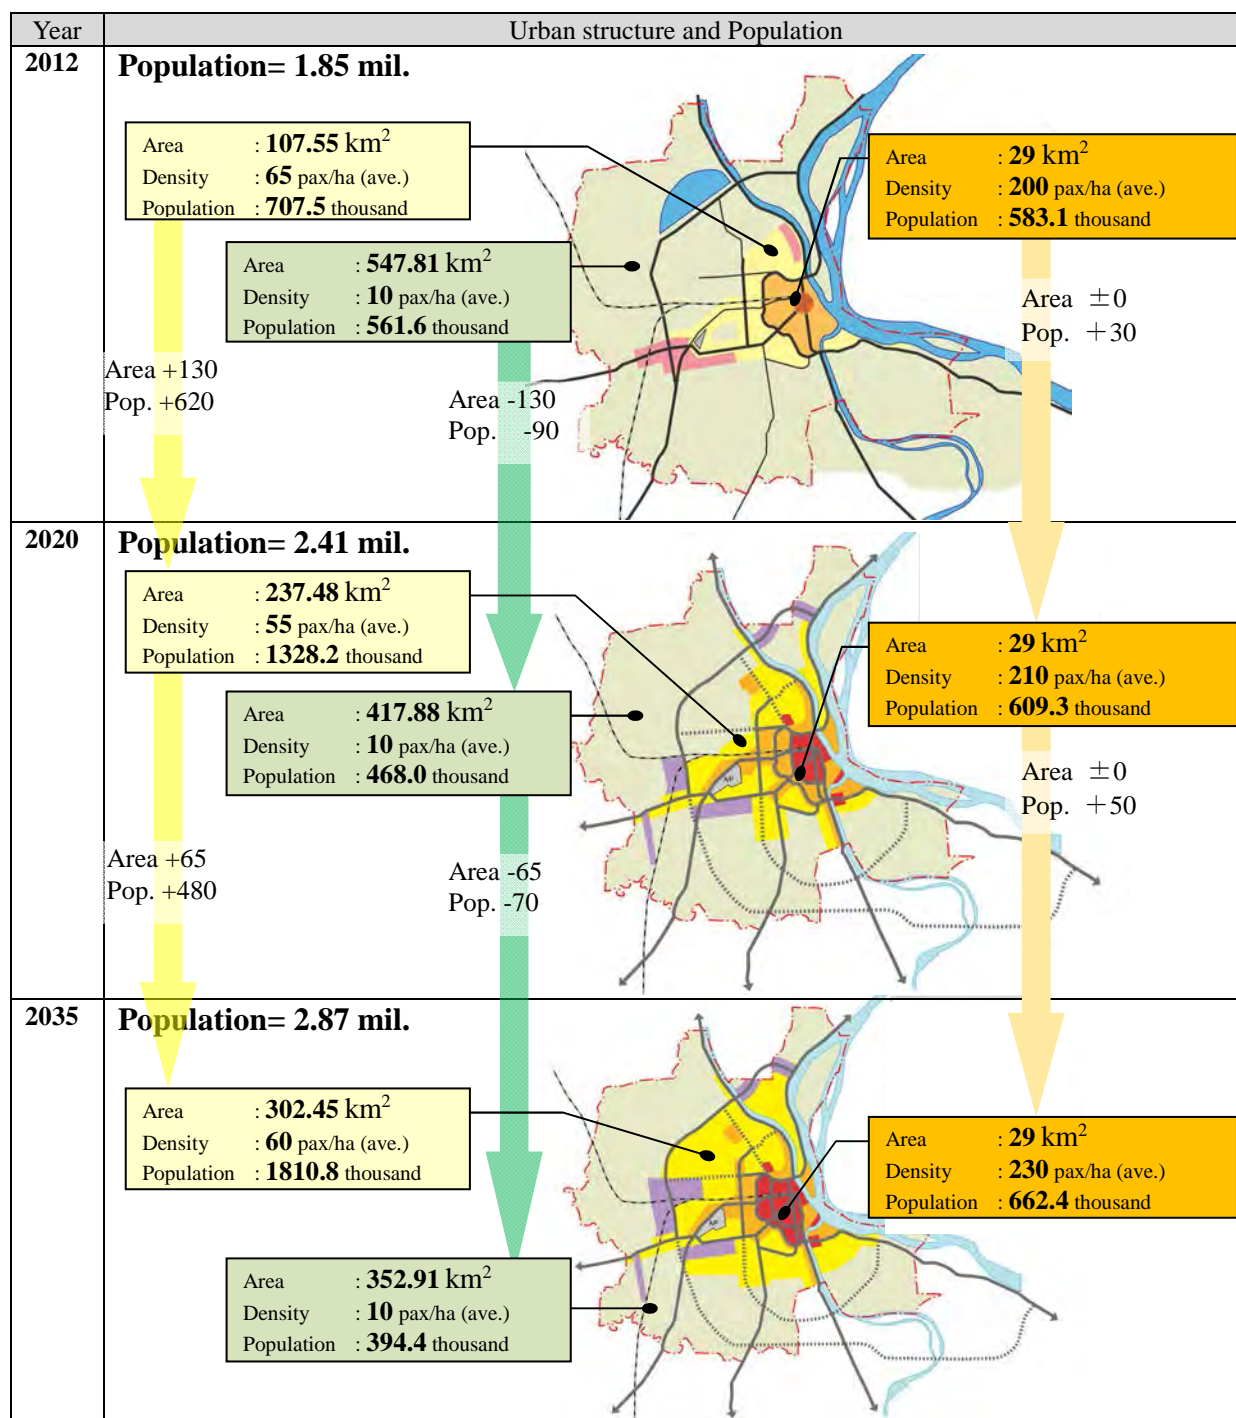 Year
Urban structure and Population
2012
Population= 1.85 mil.
Area : 107.55 km²
Density : 65 pax/ha (ave.)
Population : 707.5 thousand
Area : 29 km²
Density : 200 pax/ha (ave.)
Population : 583.1 thousand
Area : 547.81 km²
Density : 10 pax/ha (ave.)
Population : 561.6 thousand
Area ±0
Pop. +30
Area +130
Pop. +620
Area -130
Pop. -90
2020
Population= 2.41 mil.
Area : 237.48 km²
Density : 55 pax/ha (ave.)
Population : 1328.2 thousand
Area : 29 km²
Density : 210 pax/ha (ave.)
Population : 609.3 thousand
Area : 417.88 km²
Density : 10 pax/ha (ave.)
Population : 468.0 thousand
Area ±0
Pop. +50
Area +65
Pop. +480
Area -65
Pop. -70
2035
Population= 2.87 mil.
Area : 302.45 km²
Density : 60 pax/ha (ave.)
Population : 1810.8 thousand
Area : 29 km²
Density : 230 pax/ha (ave.)
Population : 662.4 thousand
Area : 352.91 km²
Density : 10 pax/ha (ave.)
Population : 394.4 thousand